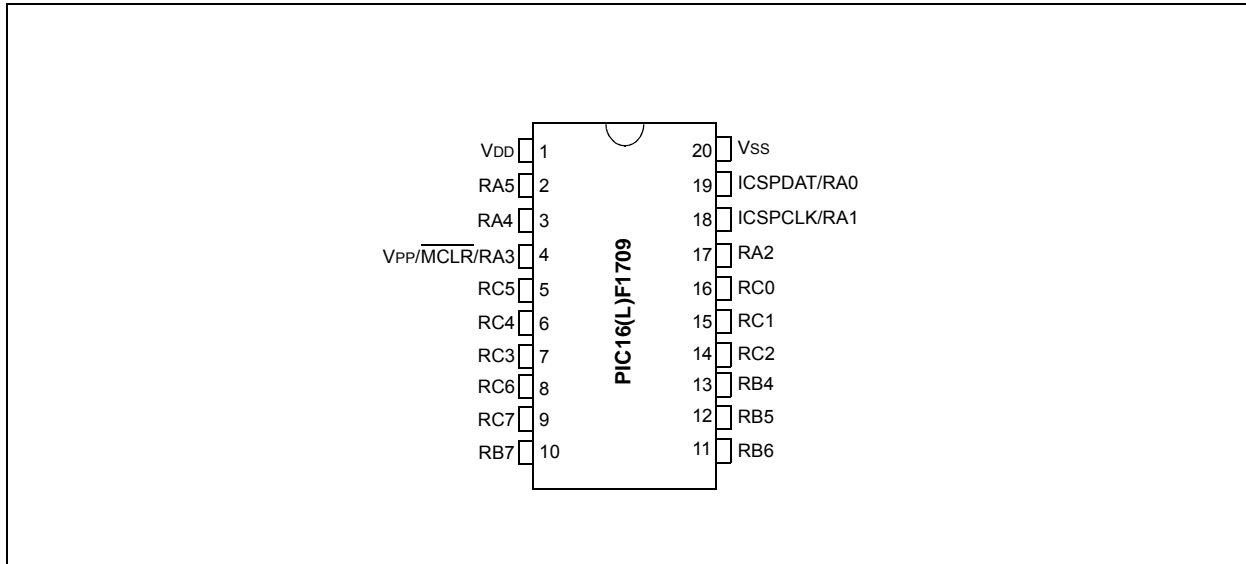 VDD 1 20 VSS
RA5 2 19 ICSPDAT/RA0
RA4 3 18 ICSPCLK/RA1
VPP/MCLR/RA3 4 17 RA2
RC5 5 16 RC0
RC4 6 15 RC1
RC3 7 14 RC2
RC6 8 13 RB4
RC7 9 12 RB5
RB7 10 11 RB6
PIC16(L)F1709